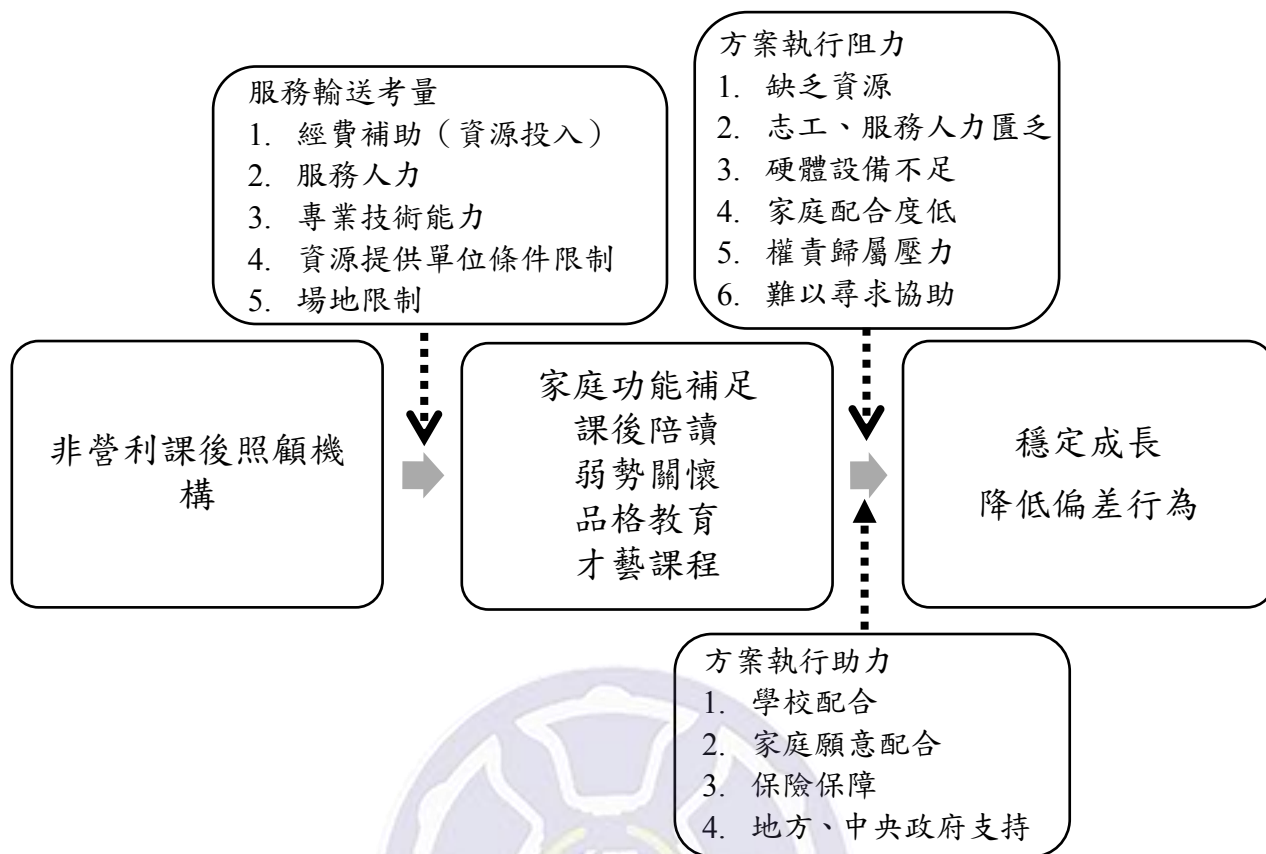 服務輸送考量
1. 經費補助（資源投入）
2. 服務人力
3. 專業技術能力
4. 資源提供單位條件限制
5. 場地限制
方案執行阻力
1. 缺乏資源
2. 志工、服務人力匱乏
3. 硬體設備不足
4. 家庭配合度低
5. 權責歸屬壓力
6. 難以尋求協助
非營利課後照顧機
構
家庭功能補足
課後陪讀
弱勢關懷
品格教育
才藝課程
穩定成長
降低偏差行為
方案執行助力
1. 學校配合
2. 家庭願意配合
3. 保險保障
4. 地方、中央政府支持